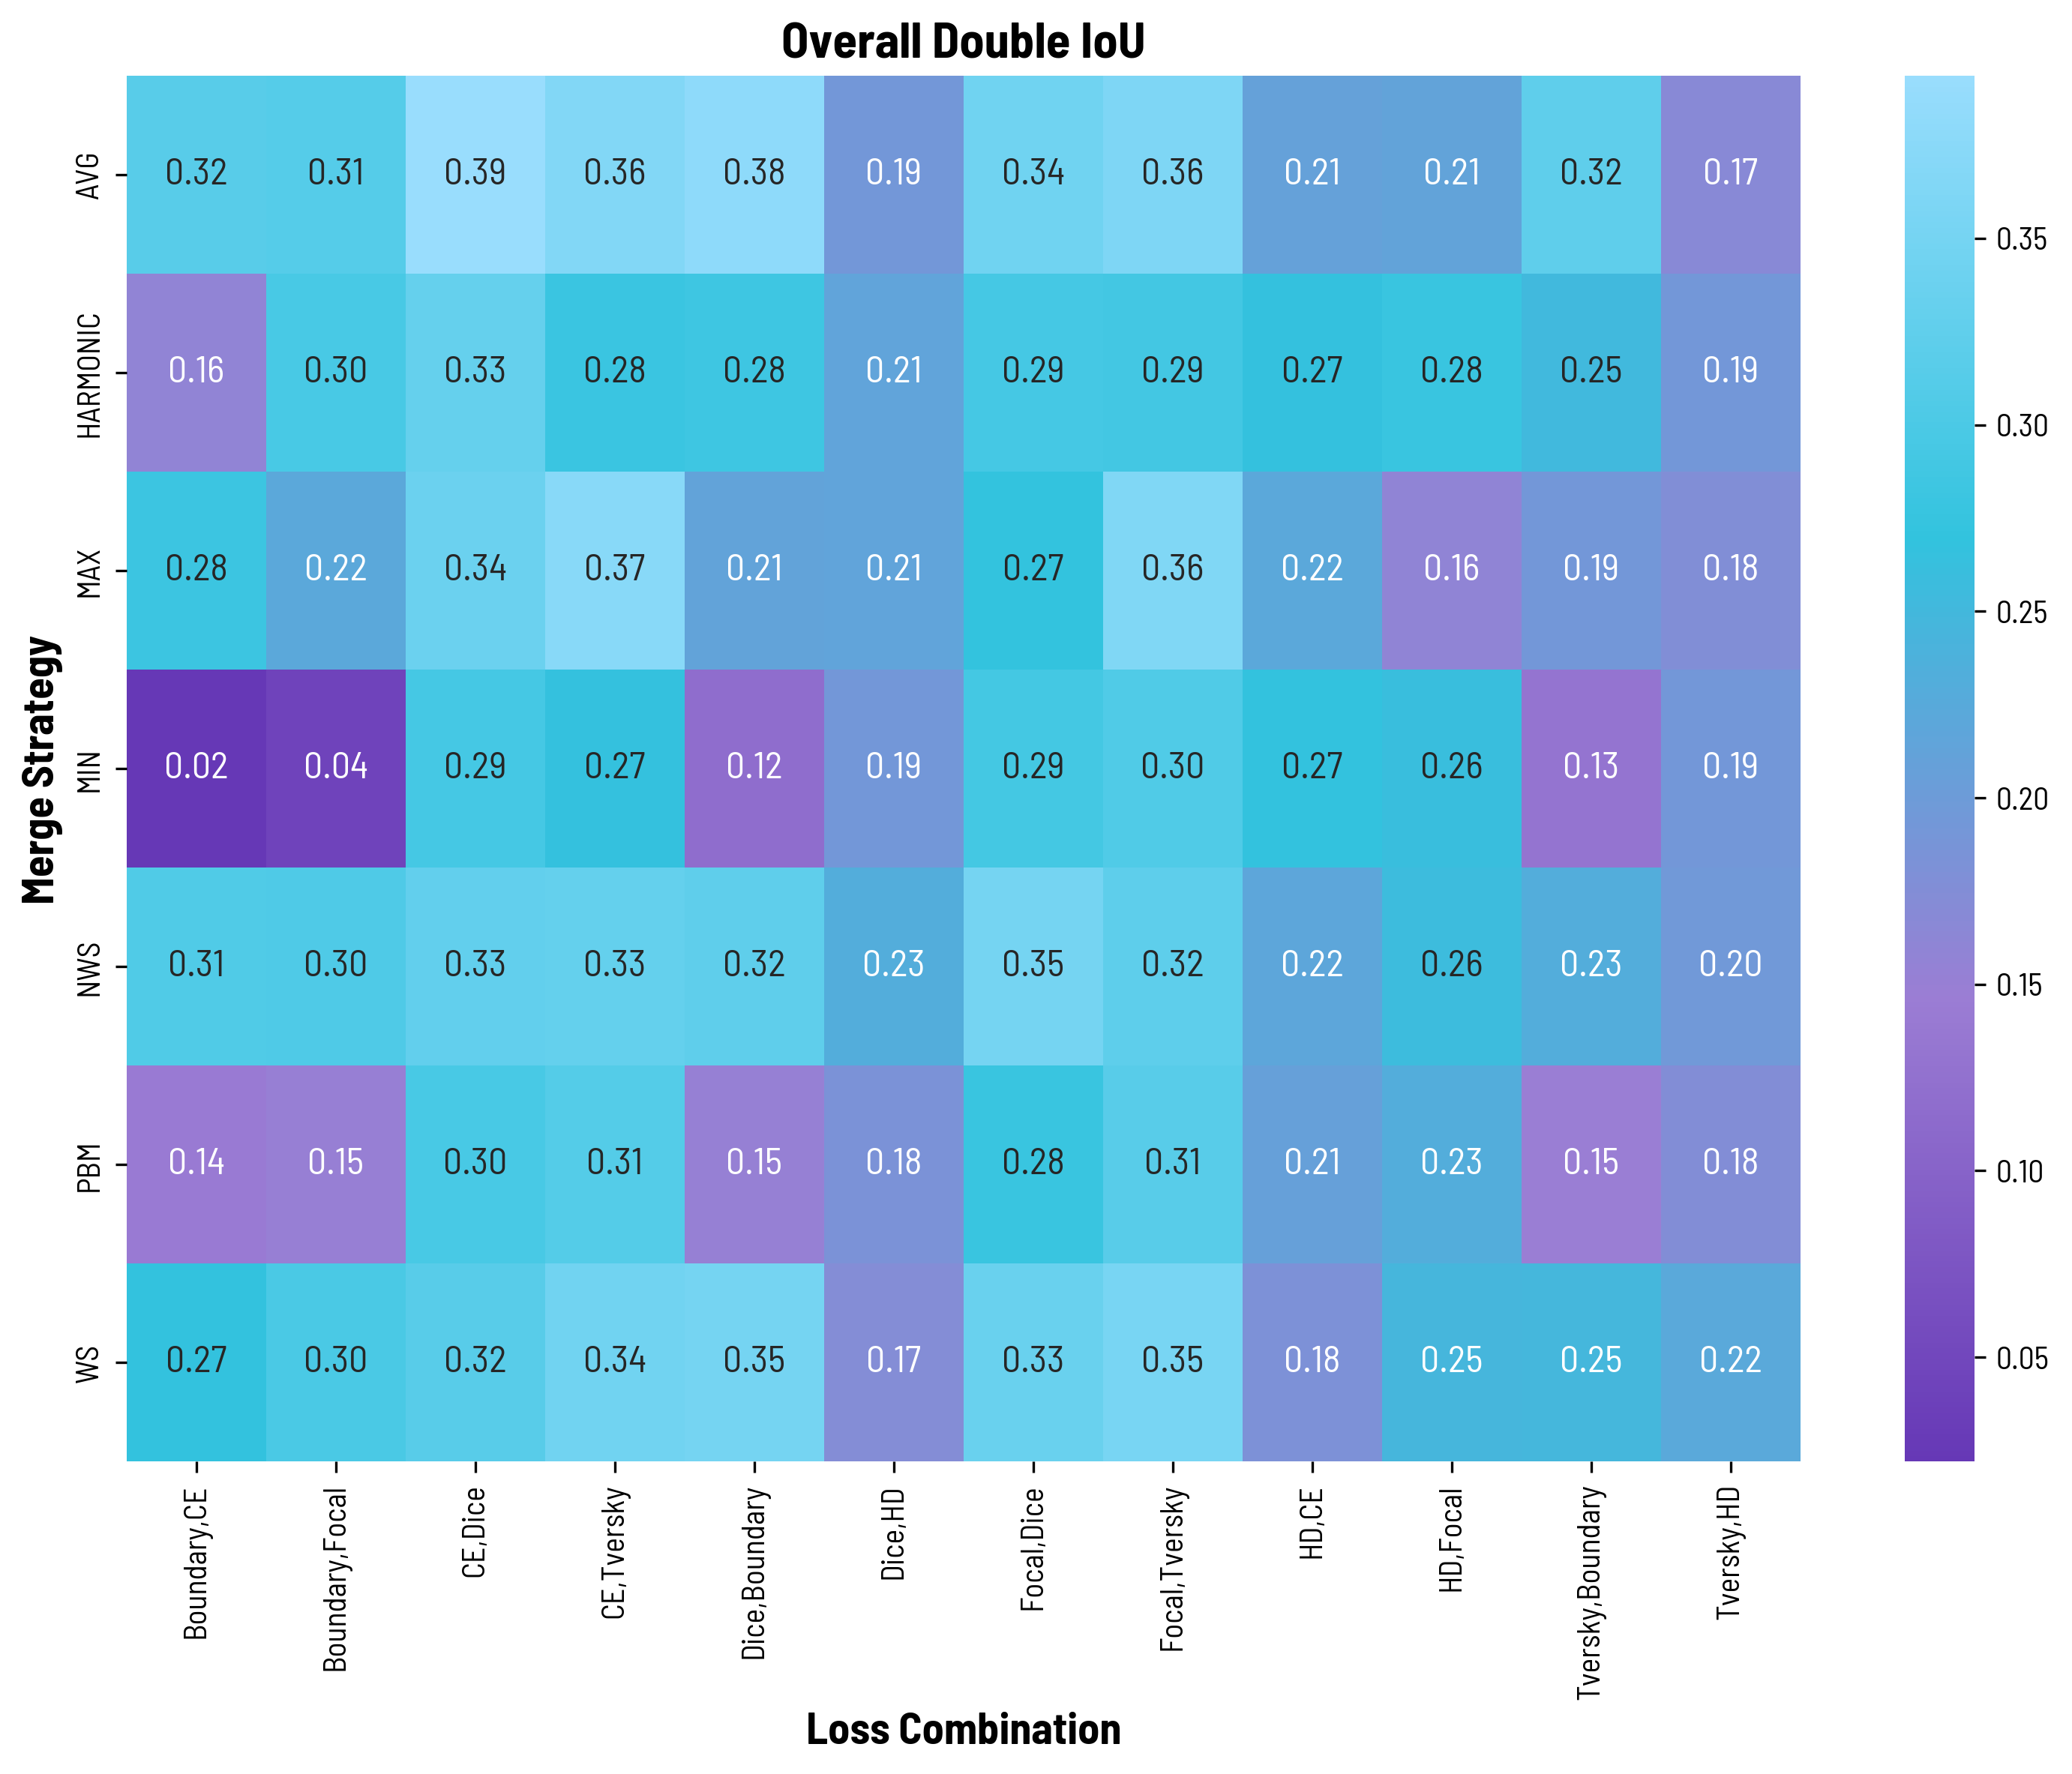 Overall Double IoU
Merge Strategy
AVG 0.32 0.31 0.39 0.36 0.38 0.19 0.34 0.36 0.21 0.21 0.32 0.17
HARMONIC 0.16 0.30 0.33 0.28 0.28 0.21 0.29 0.29 0.27 0.28 0.25 0.19
MAX 0.28 0.22 0.34 0.37 0.21 0.21 0.27 0.36 0.22 0.16 0.19 0.18
MIN 0.02 0.04 0.29 0.27 0.12 0.19 0.29 0.30 0.27 0.26 0.13 0.19
NWS 0.31 0.30 0.33 0.33 0.32 0.23 0.35 0.32 0.22 0.26 0.23 0.20
PBM 0.14 0.15 0.30 0.31 0.15 0.18 0.28 0.31 0.21 0.23 0.15 0.18
WS 0.27 0.30 0.32 0.34 0.35 0.17 0.33 0.35 0.18 0.25 0.25 0.22
Boundary,CE
Boundary,Focal
CE,Dice
CE,Tversky
Dice,Boundary
Dice,HD
Focal,Dice
Focal,Tversky
HD,CE
HD,Focal
Tversky,Boundary
Tversky,HD
Loss Combination
0.35
0.30
0.25
0.20
0.15
0.10
0.05